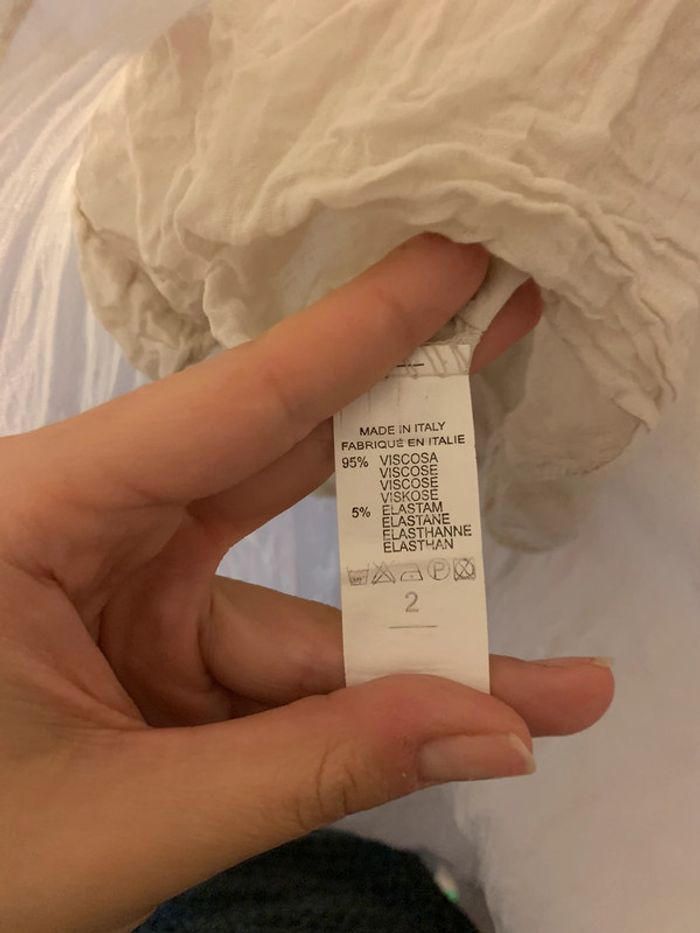 MADE IN ITALY
FABRIQUÉ EN ITALIE
95% VISCOSA
VISCOSE
VISCOSE
VISKOSE
5% ELASTAM
ELASTANE
ELASTHANNE
ELASTHAN
P
2